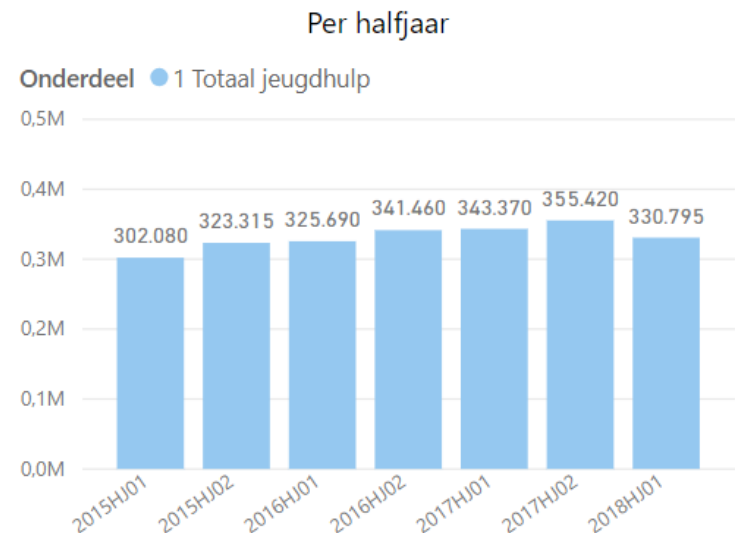 Per halfjaar
Onderdeel 1 Totaal jeugdhulp
0,5M
0,4M
0,3M
0,2M
0,1M
0,0M
302.080 323.315 325.690 341.460 343.370 355.420 330.795
2015HJ01 2015HJ02 2016HJ01 2016HJ02 2017HJ01 2017HJ02 2018HJ01